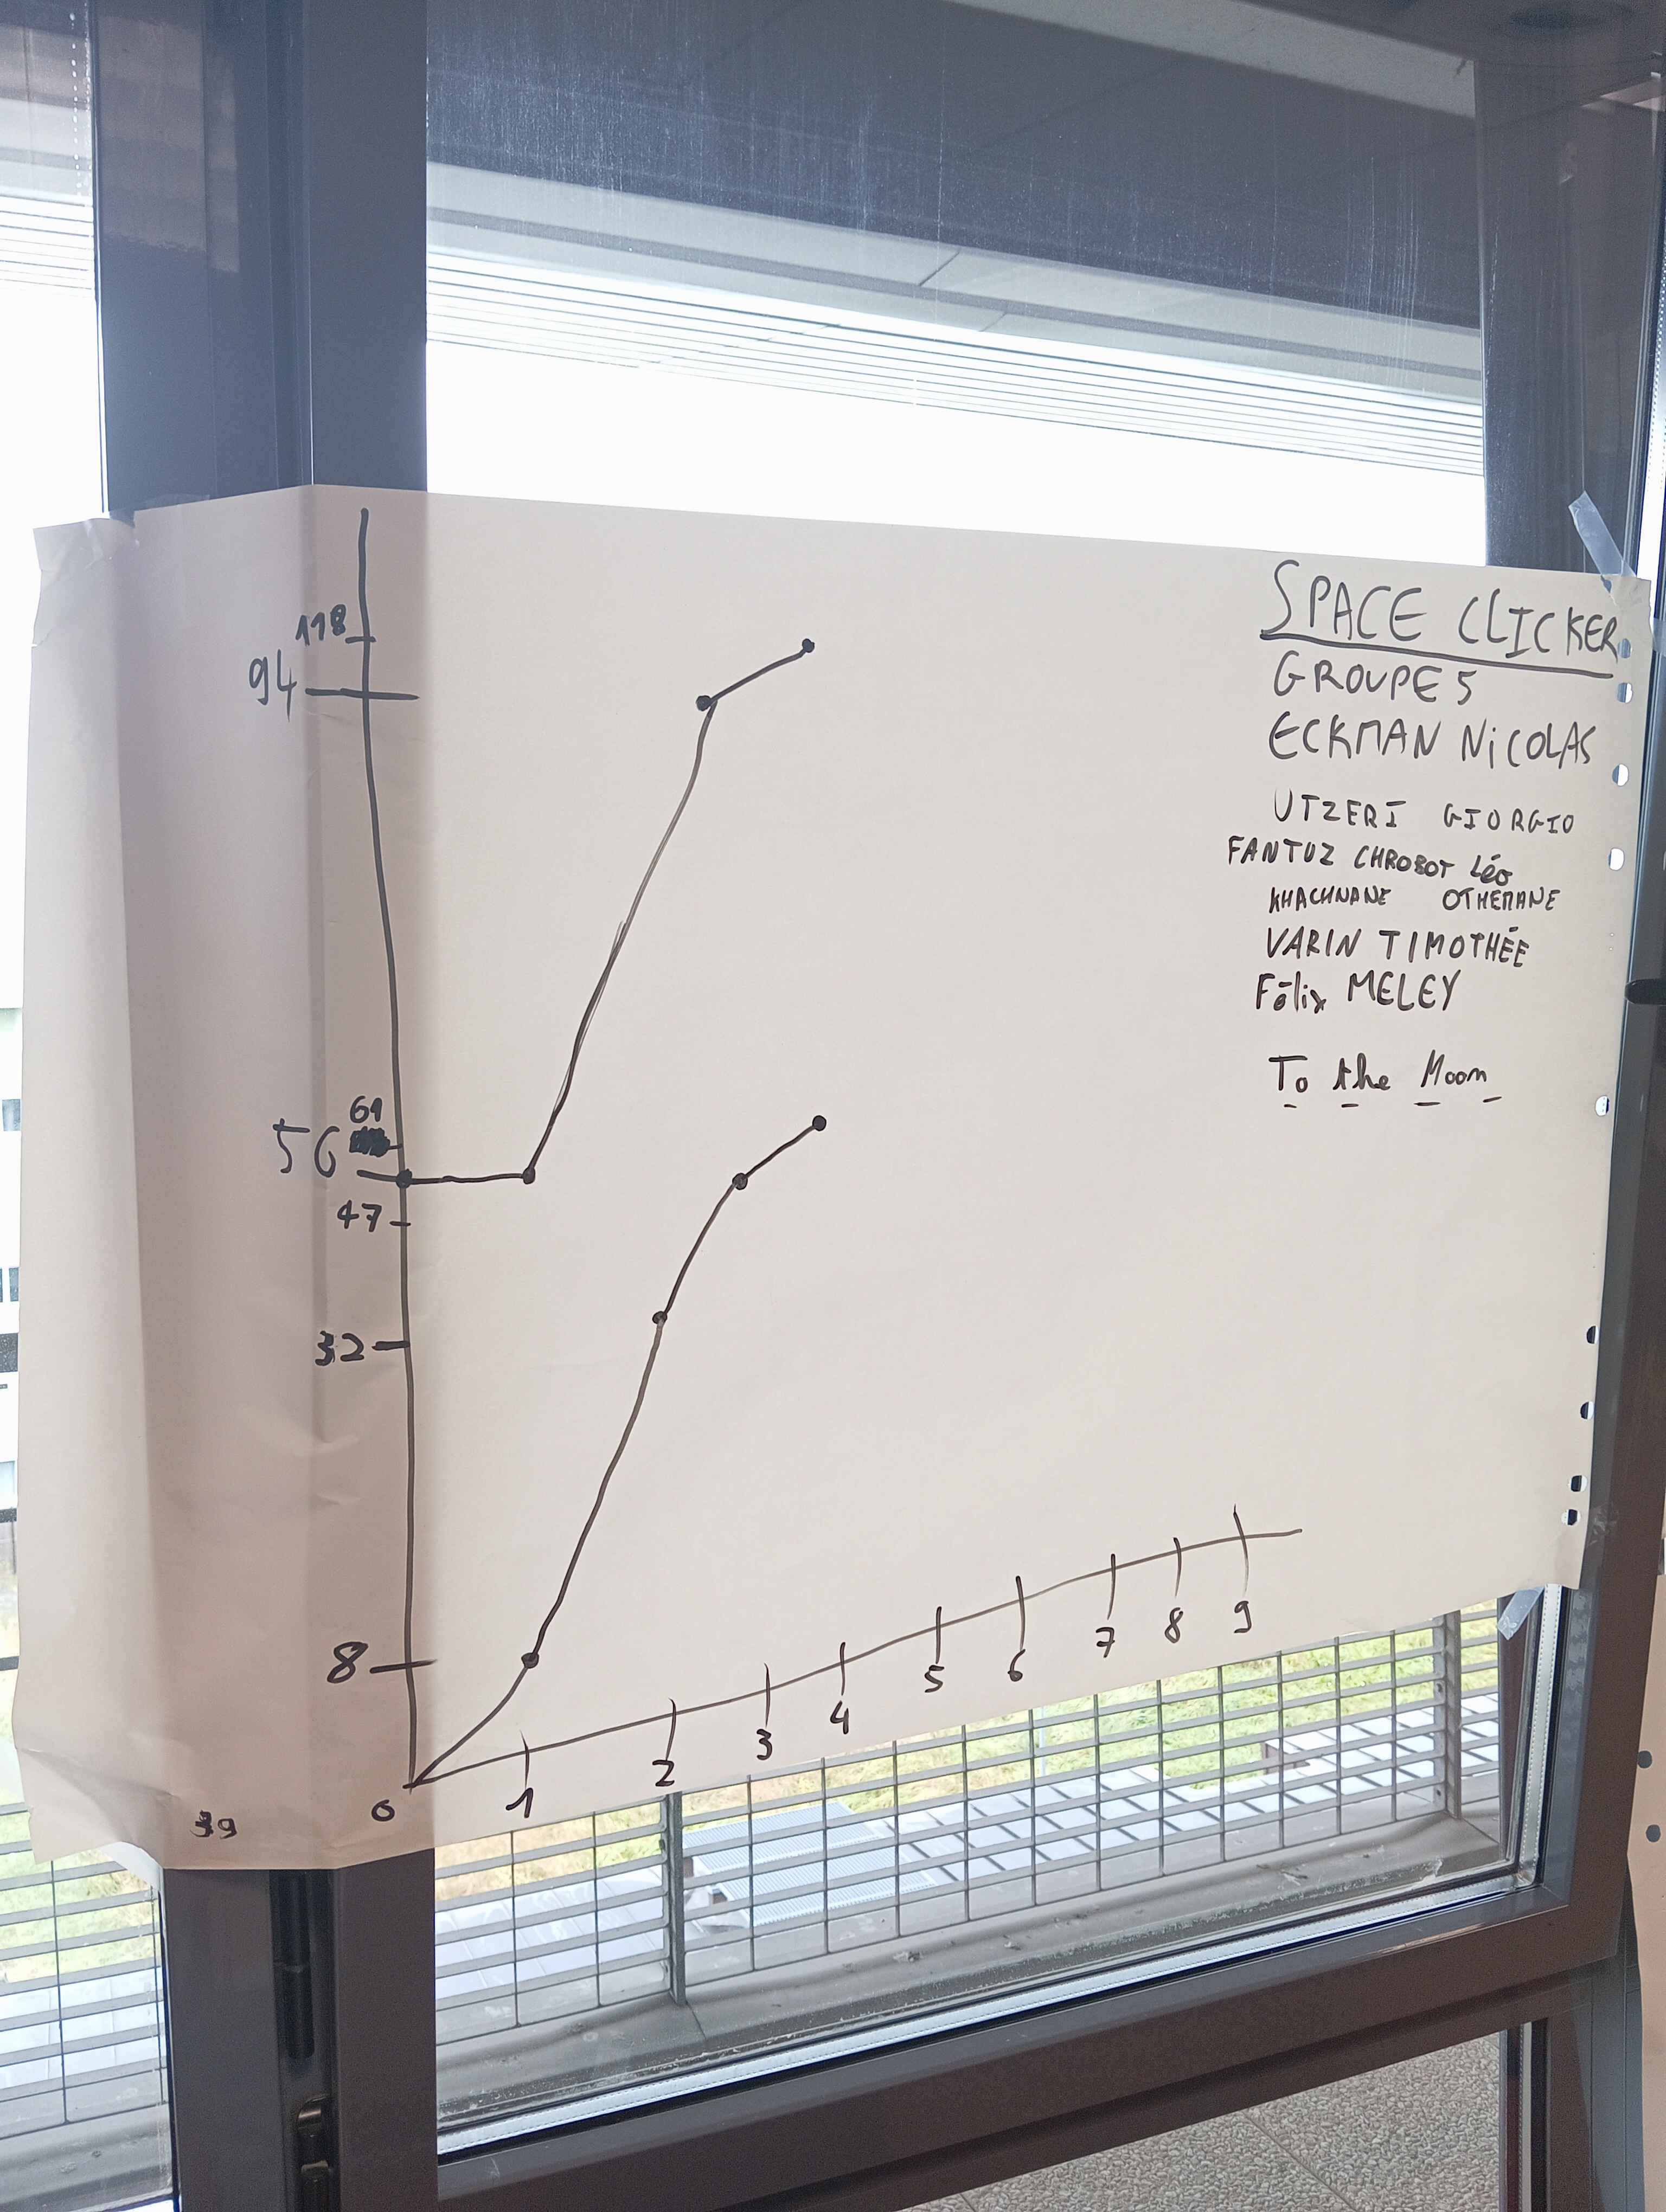 SPACE CLICKER
GROUPE 5
ECKMAN NiCOLAS
UTZERI GIORGIO
FANTUZ CHROBOT Léo
KHACHNANE OTHEMANE
VARIN TIMOTHÉE
Félix MELEY
To the Moon
118
94
61
56
47
32
8
0
1
2
3
4
5
6
7
8
9
39